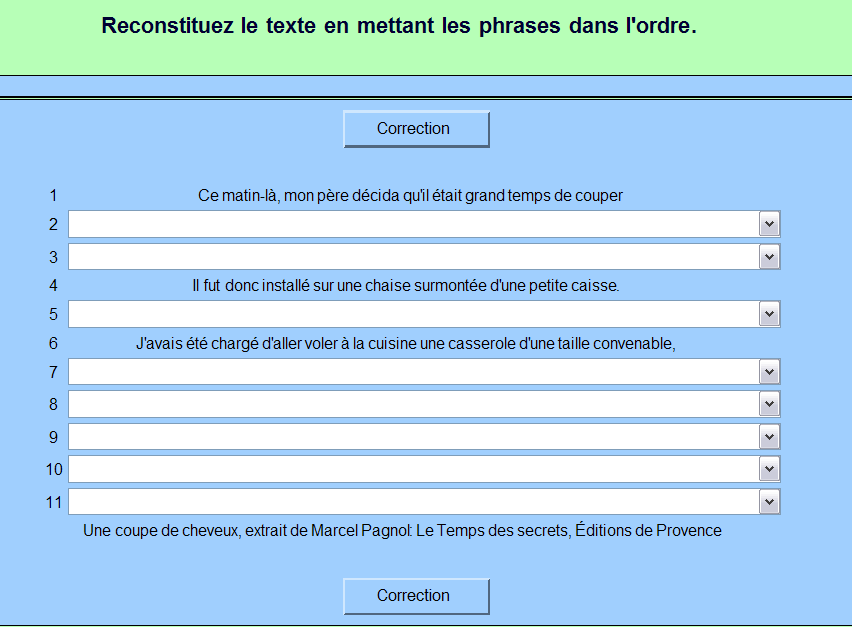 Reconstituez le texte en mettant les phrases dans l'ordre.
Correction
1 Ce matin-là, mon père décida qu'il était grand temps de couper
2
3
4 Il fut donc installé sur une chaise surmontée d'une petite caisse.
5
6 J'avais été chargé d'aller voler à la cuisine une casserole d'une taille convenable,
7
8
9
10
11
Une coupe de cheveux, extrait de Marcel Pagnol: Le Temps des secrets, Éditions de Provence
Correction